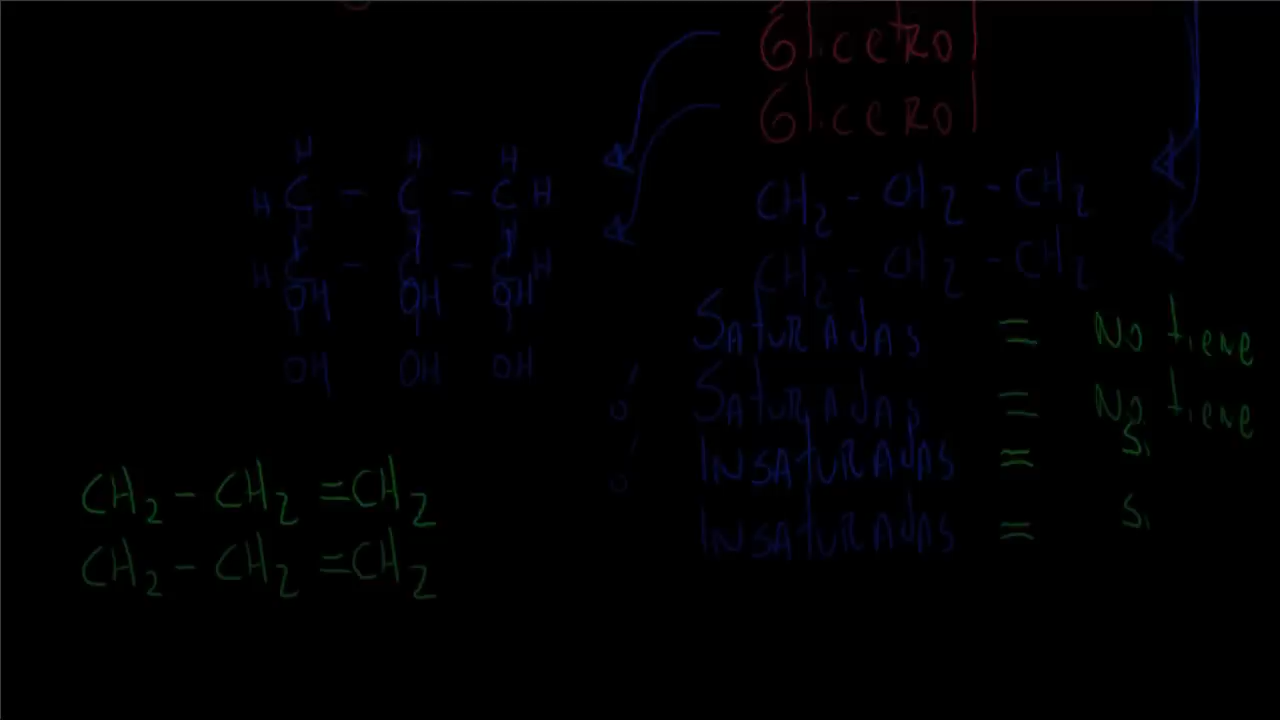 Glicerol
Glicerol
H H H
H C - C - C H
CH2 - CH2 - CH2
H C - C - C H
CH2 - CH2 - CH2
OH OH OH
Saturadas = No tiene
OH OH OH
o Saturadas = No tiene
Insaturadas = Si
o
CH2 - CH2 = CH2
Insaturadas = Si
CH2 - CH2 = CH2